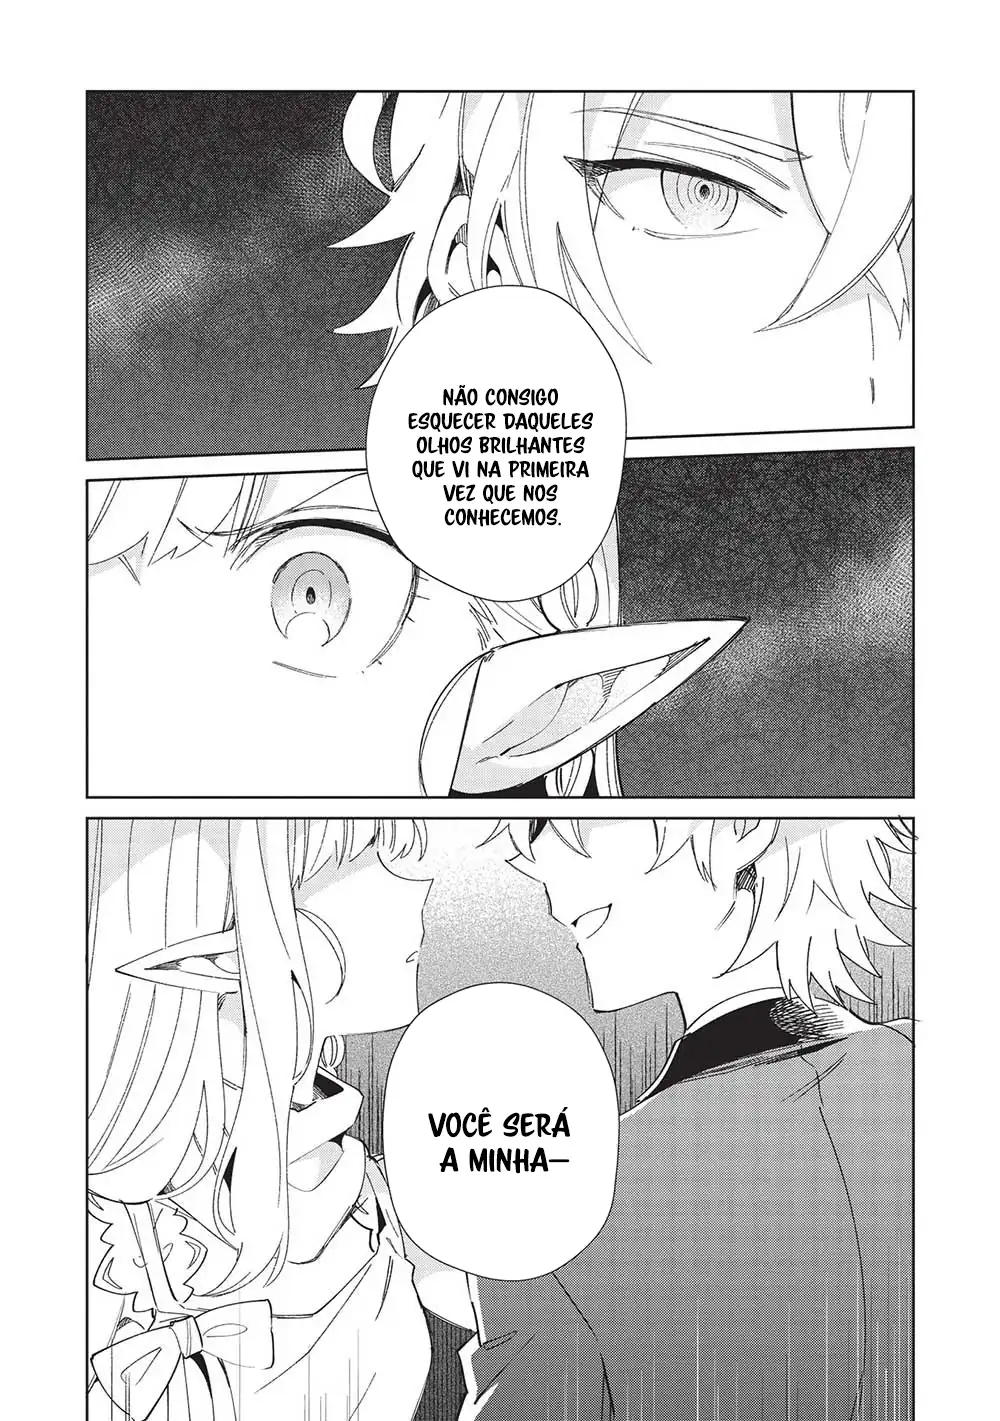 NÃO CONSIGO
ESQUECER DAQUELES
OLHOS BRILHANTES
QUE VI NA PRIMEIRA
VEZ QUE NOS
CONHECEMOS.
VOCÊ SERÁ
A MINHA—